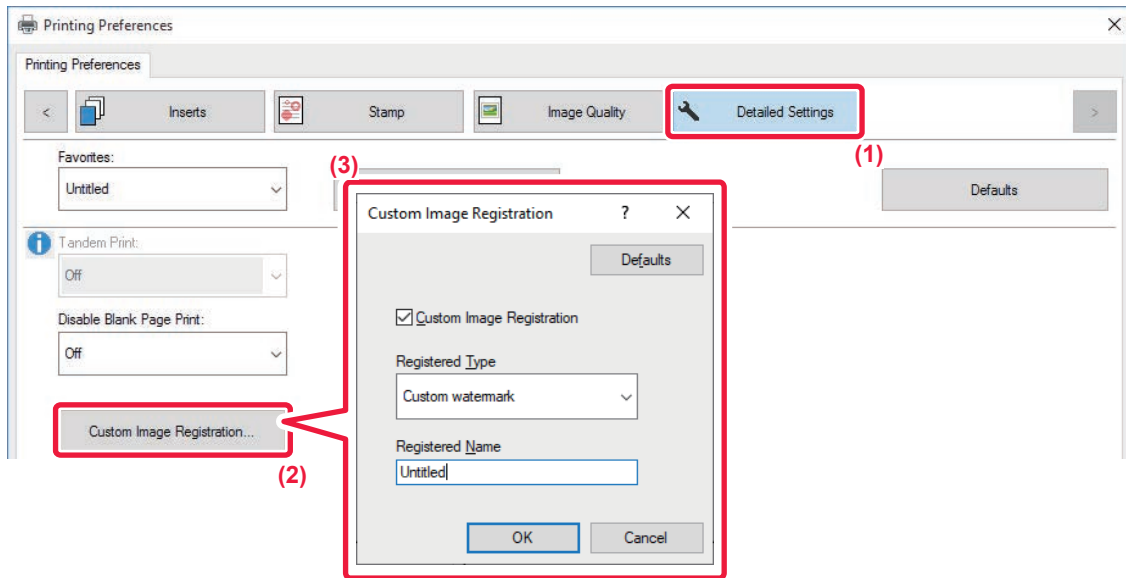 Printing Preferences
Printing Preferences
< Inserts Stamp Image Quality Detailed Settings >
(1)
Favorites:
(3)
Untitled
Defaults
Custom Image Registration ? ×
Defaults
Tandem Print:
Off
Custom Image Registration
Disable Blank Page Print:
Off
Registered Type
Custom watermark
Custom Image Registration...
Registered Name
Untitled
(2)
OK Cancel